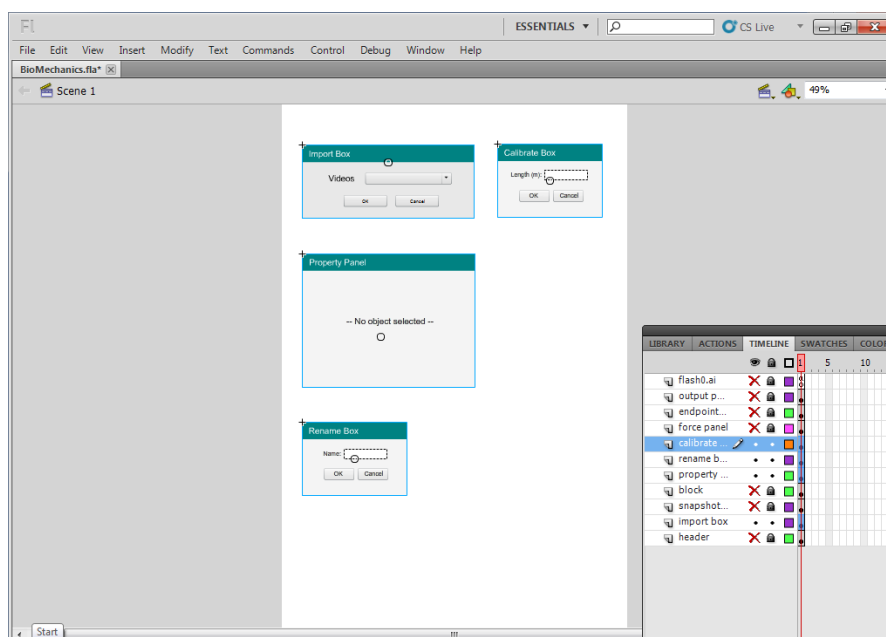 Fl ESSENTIALS CS Live
File Edit View Insert Modify Text Commands Control Debug Window Help
BioMechanics.fla*
Scene 1 49%
Import Box
Videos
OK Cancel
Calibrate Box
Length (m):
OK Cancel
Property Panel
-- No object selected --
Rename Box
Name:
OK Cancel
LIBRARY ACTIONS TIMELINE SWATCHES COLOR
1 5 10
flash0.ai
output p...
endpoint...
force panel
calibrate ...
rename b...
property ...
block
snapshot...
import box
header
Start